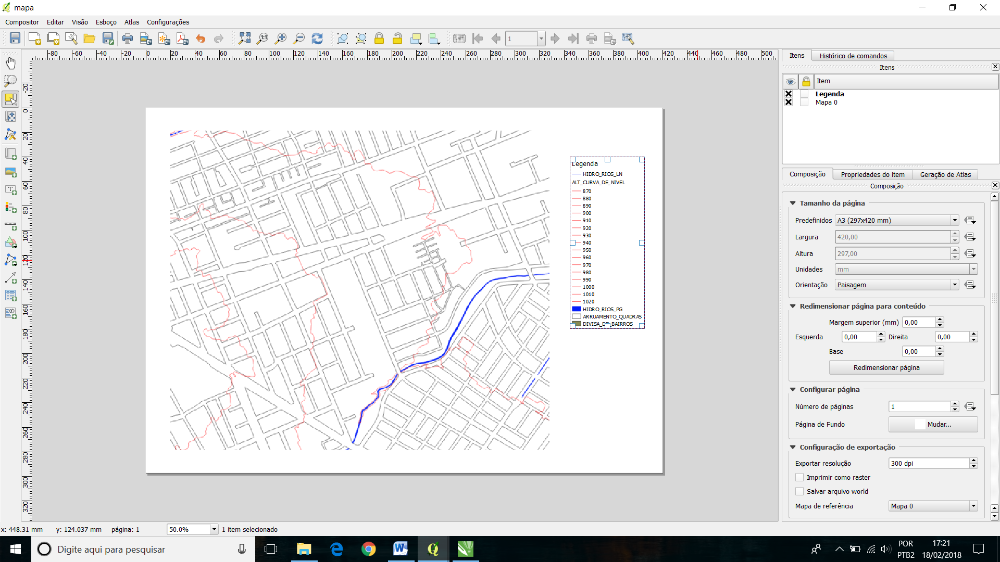 mapa
Compositor Editar Visão Esboço Atlas Configurações
1:1
1
-80 -60 -40 -20 0 20 40 60 80 100 120 140 160 180 200 220 240 260 280 300 320 340 360 380 400 420 440 460 480 500
-20
0
20
40
60
80
100
120
140
160
180
200
220
240
260
280
300
320
Legenda
HIDRO_RIOS_LN
ALT_CURVA_DE_NIVEL
870
880
890
900
910
920
930
940
950
960
970
980
990
1000
1010
1020
HIDRO_RIOS_PG
ARRUAMENTO_QUADRAS
DIVISA_DE_BAIRROS
Itens Histórico de comandos
Itens
Item
Legenda
Mapa 0
Composição Propriedades do item Geração de Atlas
Composição
Tamanho da página
Predefinidos A3 (297x420 mm)
Largura 420,00
Altura 297,00
Unidades mm
Orientação Paisagem
Redimensionar página para conteúdo
Margem superior (mm) 0,00
Esquerda 0,00 Direita 0,00
Base 0,00
Redimensionar página
Configurar página
Número de páginas 1
Página de Fundo Mudar...
Configuração de exportação
Exportar resolução 300 dpi
Imprimir como raster
Salvar arquivo world
Mapa de referência Mapa 0
x: 448.31 mm y: 124.037 mm página: 1 50.0% 1 item selecionado
Digite aqui para pesquisar
POR 17:21
PTB2 18/02/2018